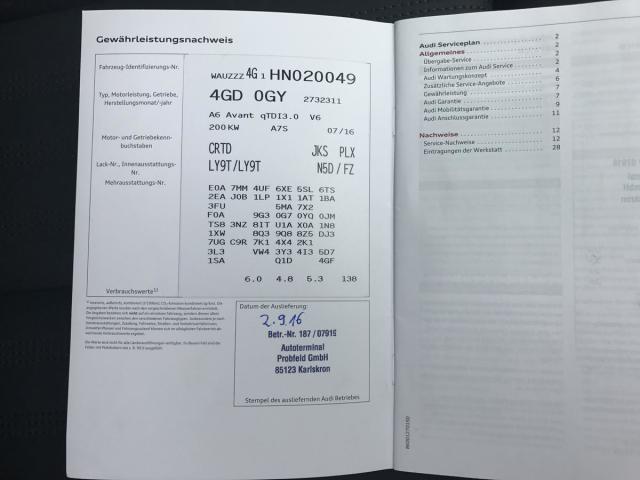 Gewährleistungsnachweis
Fahrzeug-Identifizierungs-Nr.
WAUZZZ 4G 1 HN020049
Typ, Motorleistung, Getriebe,
Herstellungsmonat/-jahr
4GD 0GY 2732311
A6 Avant qTDI3.0 V6
200KW A7S 07/16
Motor- und Getriebekenn-
buchstaben
CRTD JKS PLX
Lack-Nr., Innenausstattungs-
Nr.
LY9T/LY9T N5D/FZ
Mehrausstattungs-Nr.
E0A 7MM 4UF 6XE 5SL 6TS
2EA J0B 1LP 1X1 1AT 1BA
3FU 5MA 7X2
F0A 9G3 0G7 0YQ 0JM
TS8 3NZ 8IT U1A X0A 1N8
1XW 8Q3 9Q8 8Z5 DJ3
7UG C9R 7K1 4X4 2K1
3L3 VW4 3Y3 4I3 5D7
1SA Q1D 4GF
Verbrauchswerte
6.0 4.8 5.3 138
Datum der Auslieferung:
2.9.16
Betr.-Nr. 187 / 07915
Autoterminal
Probfeld GmbH
85123 Karlskron
Stempel des ausliefernden Audi Betriebes
Audi Serviceplan 2
Allgemeines 2
Übergabe-Service 2
Informationen zum Audi Service 2
Audi Wartungskonzept 4
Zusätzliche Service-Angebote 6
Gewährleistung 7
Audi Garantie 7
Audi Mobilitätsgarantie 9
Audi Anschlussgarantie 11
Nachweise 12
Service-Nachweise 12
Eintragungen der Werkstatt 28